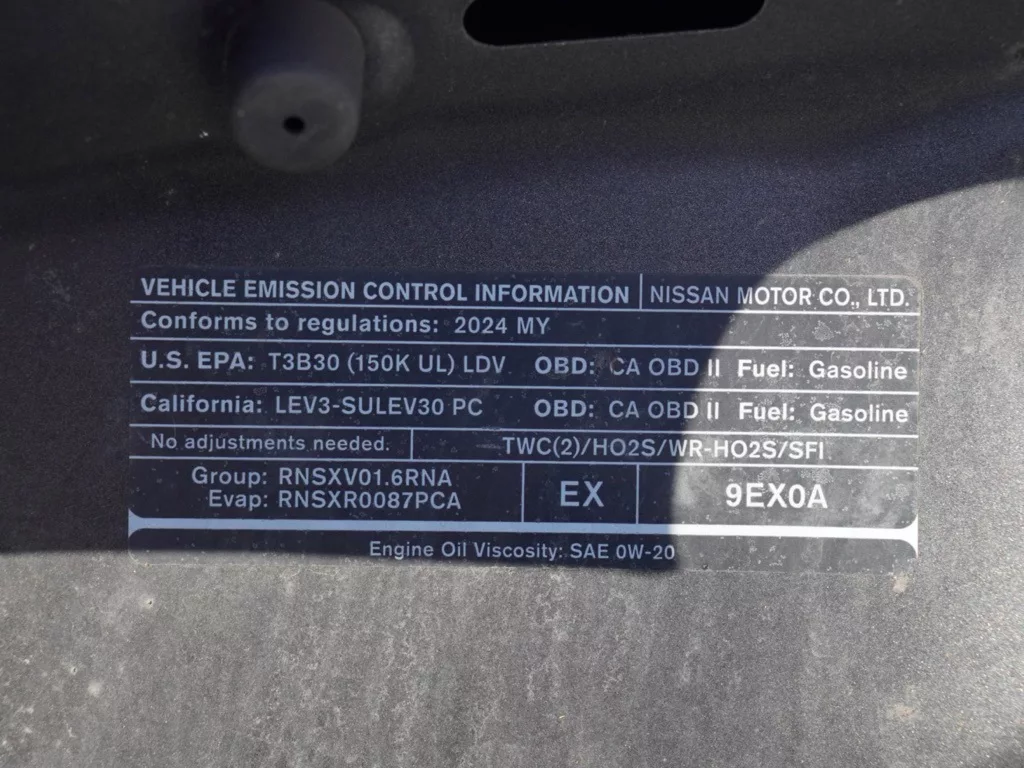 VEHICLE EMISSION CONTROL INFORMATION NISSAN MOTOR CO., LTD.
Conforms to regulations: 2024 MY
U.S. EPA: T3B30 (150K UL) LDV OBD: CA OBD II Fuel: Gasoline
California: LEV3-SULEV30 PC OBD: CA OBD II Fuel: Gasoline
No adjustments needed. TWC(2)/HO2S/WR-HO2S/SFI
Group: RNSXV01.6RNA
Evap: RNSXR0087PCA
EX
9EX0A
Engine Oil Viscosity: SAE 0W-20